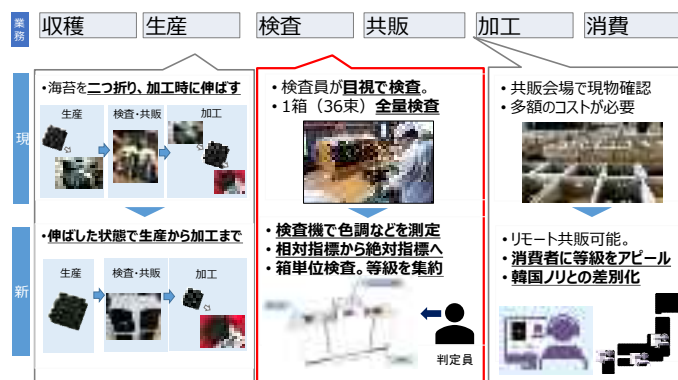 業務
収穫
生産
検査
共販
加工
消費
現
・海苔を二つ折り、加工時に伸ばす
生産
検査・共販
加工
・検査員が目視で検査。
・1箱（36束）全量検査
・共販会場で現物確認
・多額のコストが必要
新
・伸ばした状態で生産から加工まで
生産
検査・共販
加工
・検査機で色調などを測定
・相対指標から絶対指標へ
・箱単位検査。等級を集約
判定員
・リモート共販可能。
・消費者に等級をアピール
・韓国ノリとの差別化